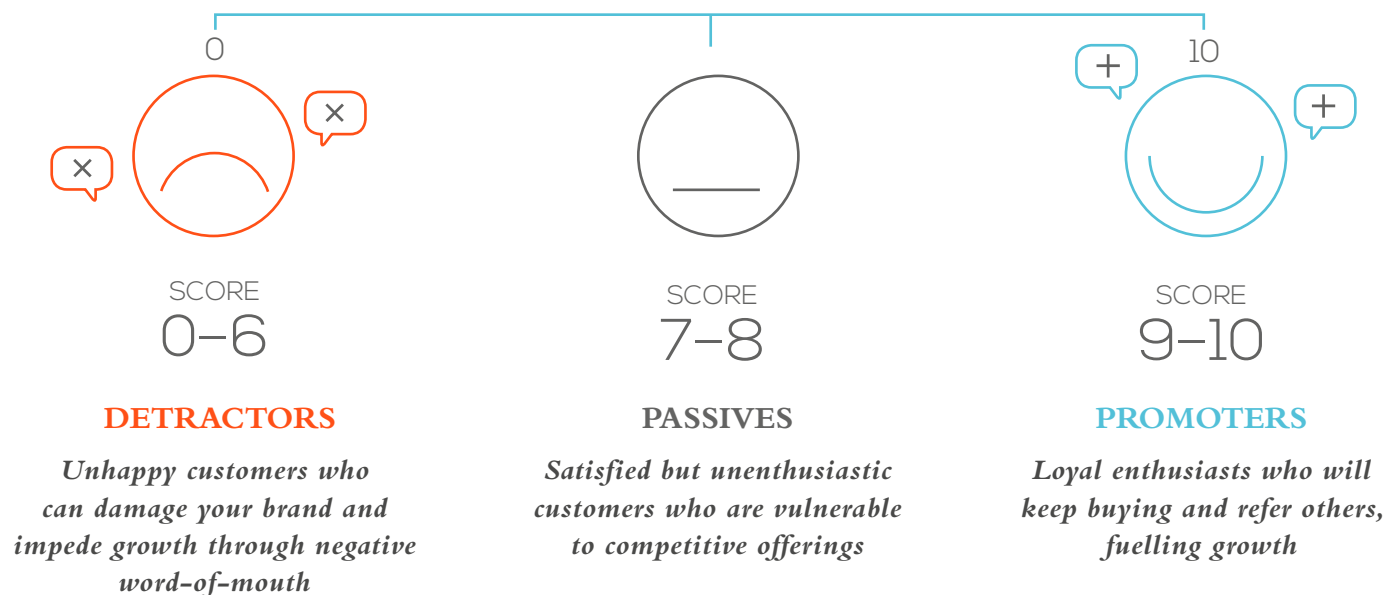 0
10
×
×
+
+
SCORE
0–6
DETRACTORS
Unhappy customers who
can damage your brand and
impede growth through negative
word-of-mouth
SCORE
7–8
PASSIVES
Satisfied but unenthusiastic
customers who are vulnerable
to competitive offerings
SCORE
9–10
PROMOTERS
Loyal enthusiasts who will
keep buying and refer others,
fuelling growth